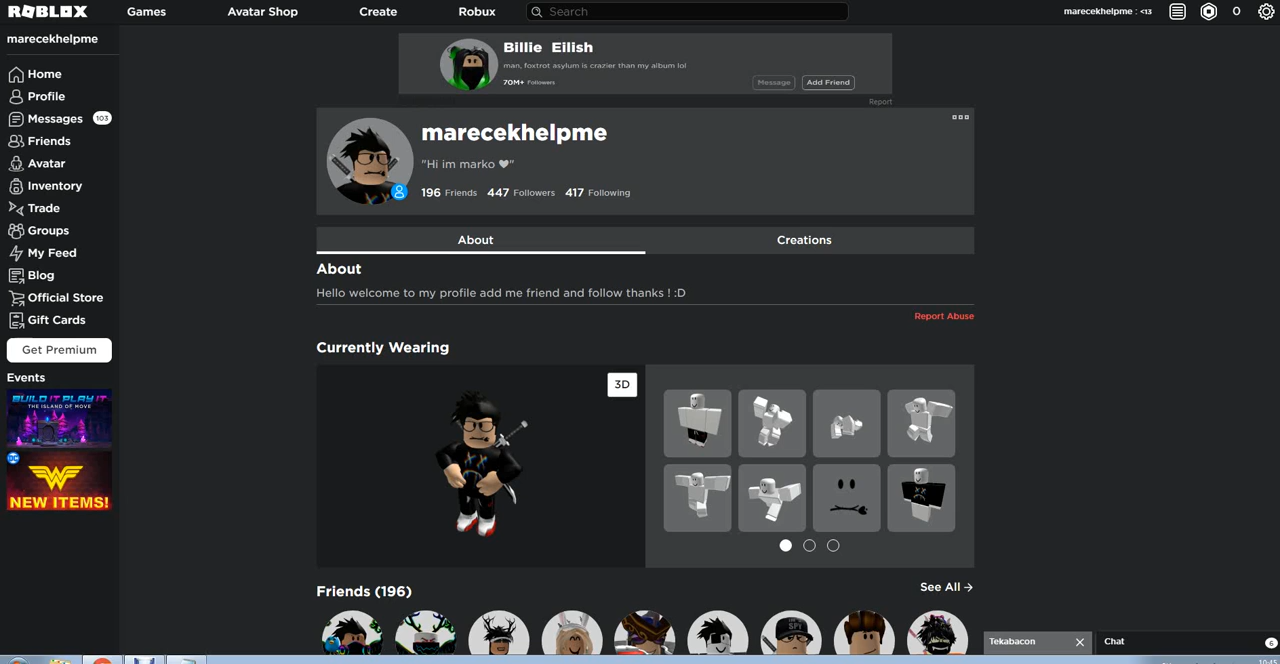 ROBLOX
Games
Avatar Shop
Create
Robux
Search
marecekhelpme : <13
0
marecekhelpme
Home
Profile
Messages 103
Friends
Avatar
Inventory
Trade
Groups
My Feed
Blog
Official Store
Gift Cards
Get Premium
Events
BUILD IT PLAY IT
THE ISLAND OF MOVE
NEW ITEMS!
Billie Eilish
man, foxtrot asylum is crazier than my album lol
70M+ Followers
Message
Add Friend
Report
marecekhelpme
"Hi im marko 🖤"
196 Friends 447 Followers 417 Following
About
Creations
About
Hello welcome to my profile add me friend and follow thanks ! :D
Report Abuse
Currently Wearing
3D
Friends (196)
See All →
SPI
Tekabacon
Chat
6
10:45